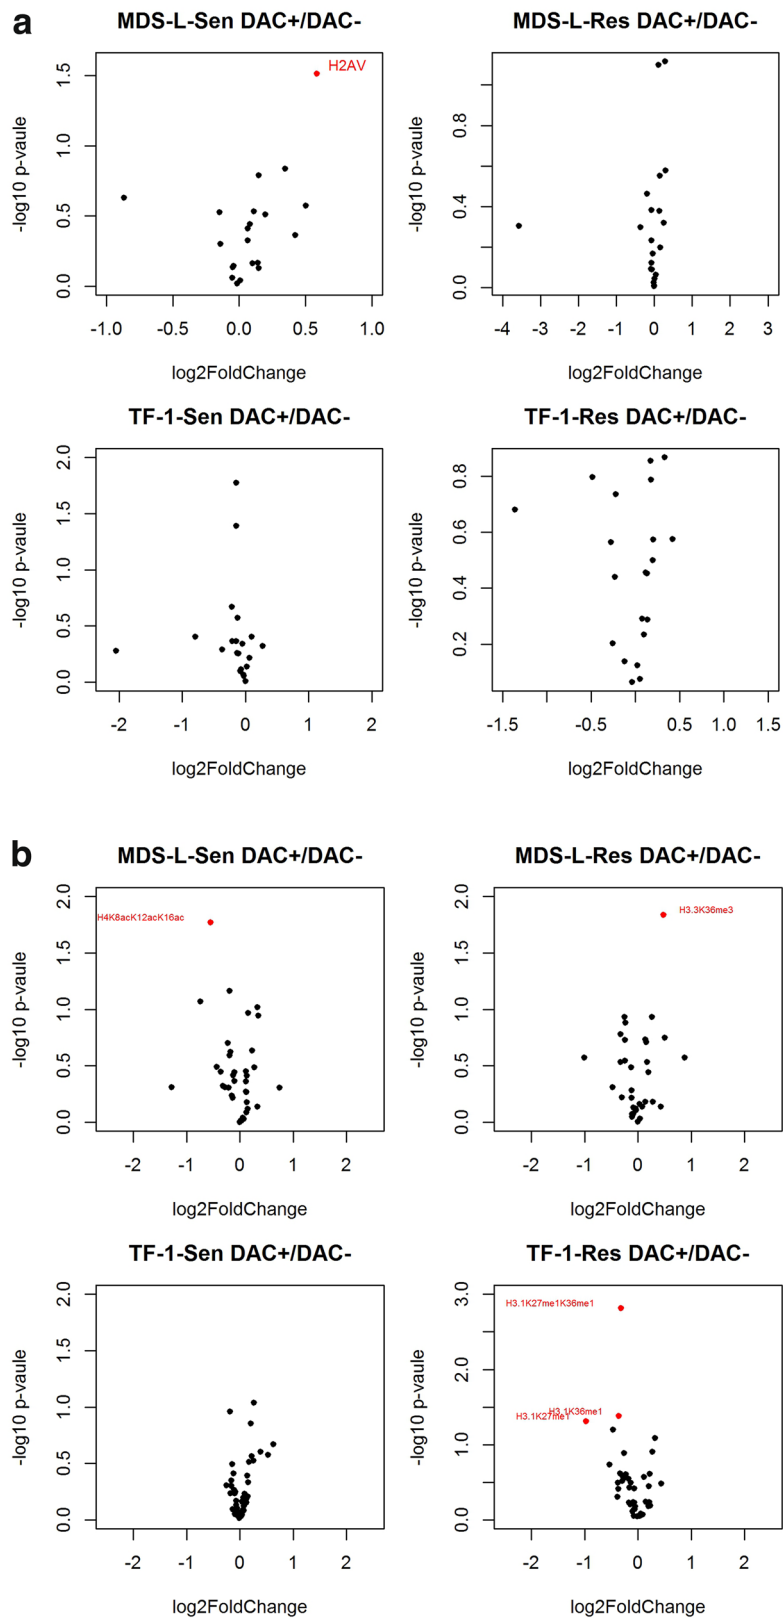 a
MDS-L-Sen DAC+/DAC-
MDS-L-Res DAC+/DAC-
-log10 p-vaule
0.0 0.5 1.0 1.5
H2AV
-1.0 -0.5 0.0 0.5 1.0
log2FoldChange
-log10 p-vaule
0.0 0.4 0.8
-4 -3 -2 -1 0 1 2 3
log2FoldChange
TF-1-Sen DAC+/DAC-
TF-1-Res DAC+/DAC-
-log10 p-vaule
0.0 0.5 1.0 1.5 2.0
-2 -1 0 1 2
log2FoldChange
-log10 p-vaule
0.2 0.4 0.6 0.8
-1.5 -0.5 0.5 1.0 1.5
log2FoldChange
b
MDS-L-Sen DAC+/DAC-
MDS-L-Res DAC+/DAC-
-log10 p-vaule
0.0 0.5 1.0 1.5 2.0
H4K8acK12acK16ac
-2 -1 0 1 2
log2FoldChange
-log10 p-vaule
0.0 0.5 1.0 1.5 2.0
H3.3K36me3
-2 -1 0 1 2
log2FoldChange
TF-1-Sen DAC+/DAC-
TF-1-Res DAC+/DAC-
-log10 p-vaule
0.0 0.5 1.0 1.5 2.0
-2 -1 0 1 2
log2FoldChange
-log10 p-vaule
0.0 1.0 2.0 3.0
H3.1K27me1K36me1
H3.1K36me1
H3.1K27me1
-2 -1 0 1 2
log2FoldChange